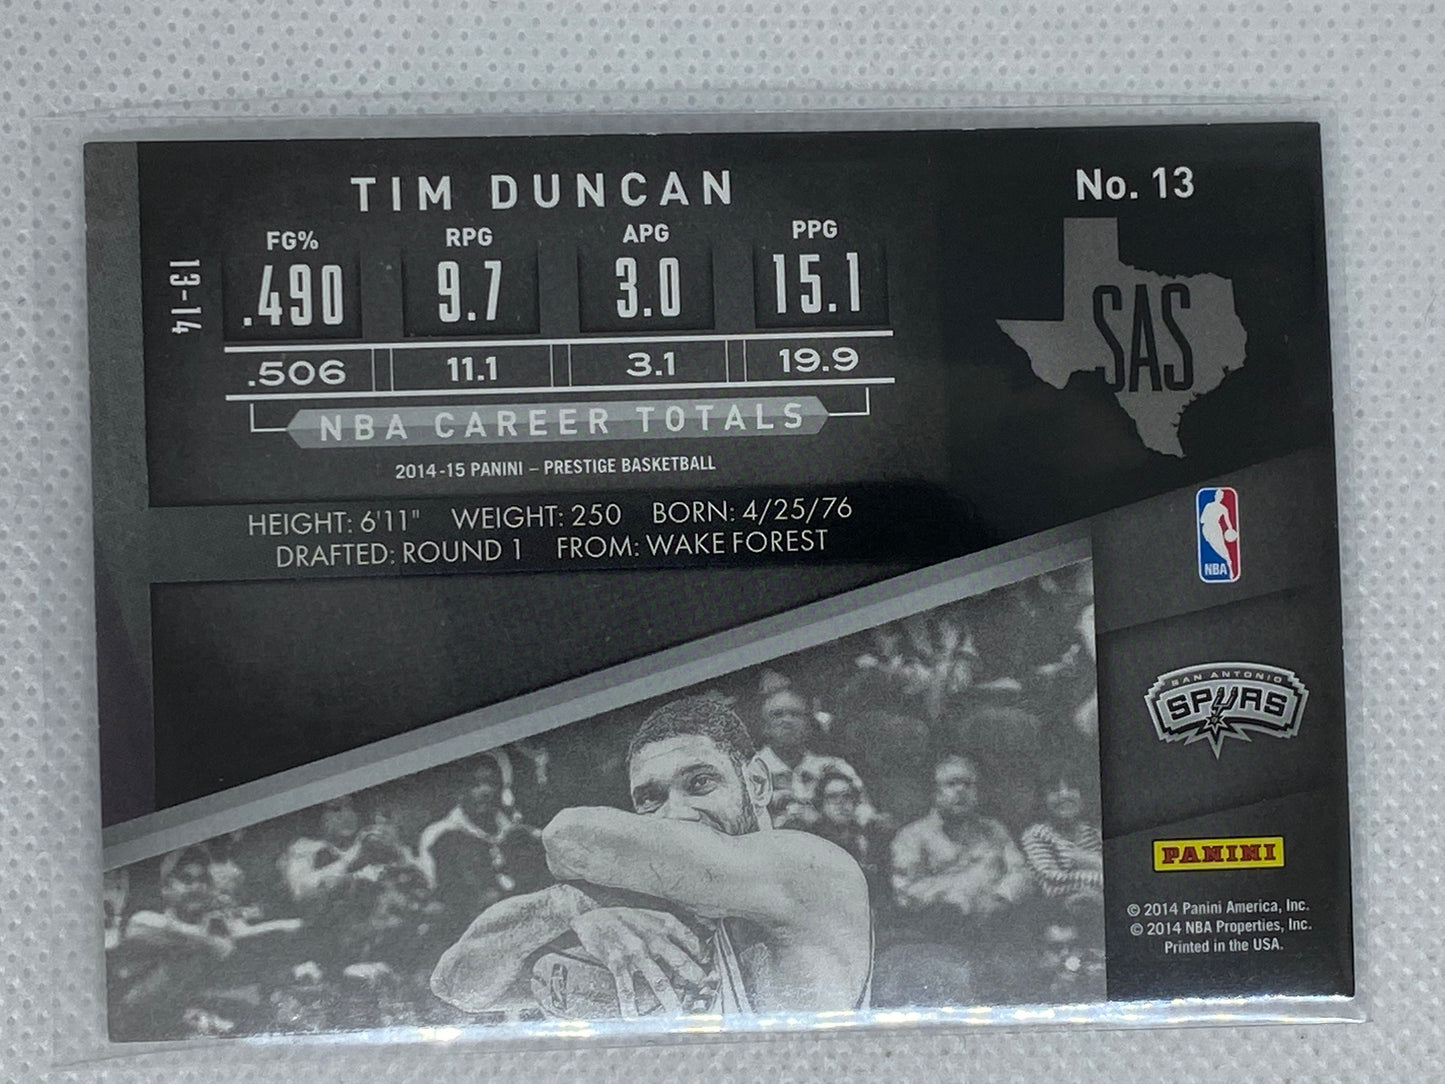 TIM DUNCAN
No. 13
13-14
FG% RPG APG PPG
.490 9.7 3.0 15.1
.506 11.1 3.1 19.9
NBA CAREER TOTALS
2014-15 PANINI – PRESTIGE BASKETBALL
SAS
HEIGHT: 6'11" WEIGHT: 250 BORN: 4/25/76
DRAFTED: ROUND 1 FROM: WAKE FOREST
NBA
SAN ANTONIO
SPURS
PANINI
© 2014 Panini America, Inc.
© 2014 NBA Properties, Inc.
Printed in the USA.